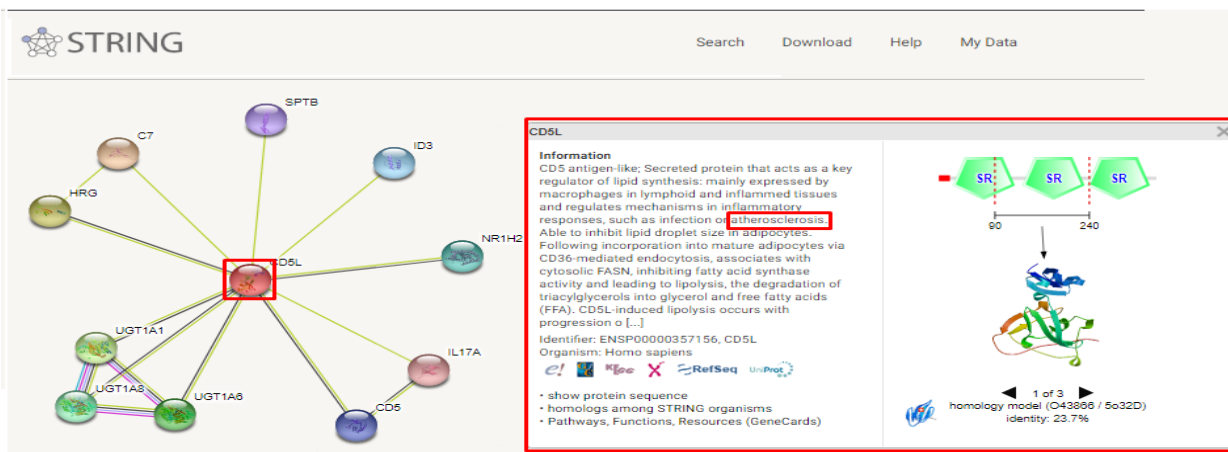 STRING
Search Download Help My Data
SPTB
C7
ID3
HRG
NR1H2
CD5L
UGT1A1
IL17A
UGT1A8
UGT1A6
CD5
CD5L
Information
CD5 antigen-like; Secreted protein that acts as a key
regulator of lipid synthesis: mainly expressed by
macrophages in lymphoid and inflammed tissues
and regulates mechanisms in inflammatory
responses, such as infection or atherosclerosis.
Able to inhibit lipid droplet size in adipocytes.
Following incorporation into mature adipocytes via
CD36-mediated endocytosis, associates with
cytosolic FASN, inhibiting fatty acid synthase
activity and leading to lipolysis, the degradation of
triacylglycerols into glycerol and free fatty acids
(FFA). CD5L-induced lipolysis occurs with
progression o [...]
Identifier: ENSP00000357156, CD5L
Organism: Homo sapiens
e! RefSeq UniProt
• show protein sequence
• homologs among STRING organisms
• Pathways, Functions, Resources (GeneCards)
SR SR SR
90 240
1 of 3
homology model (O43866 / 5o32D)
identity: 23.7%